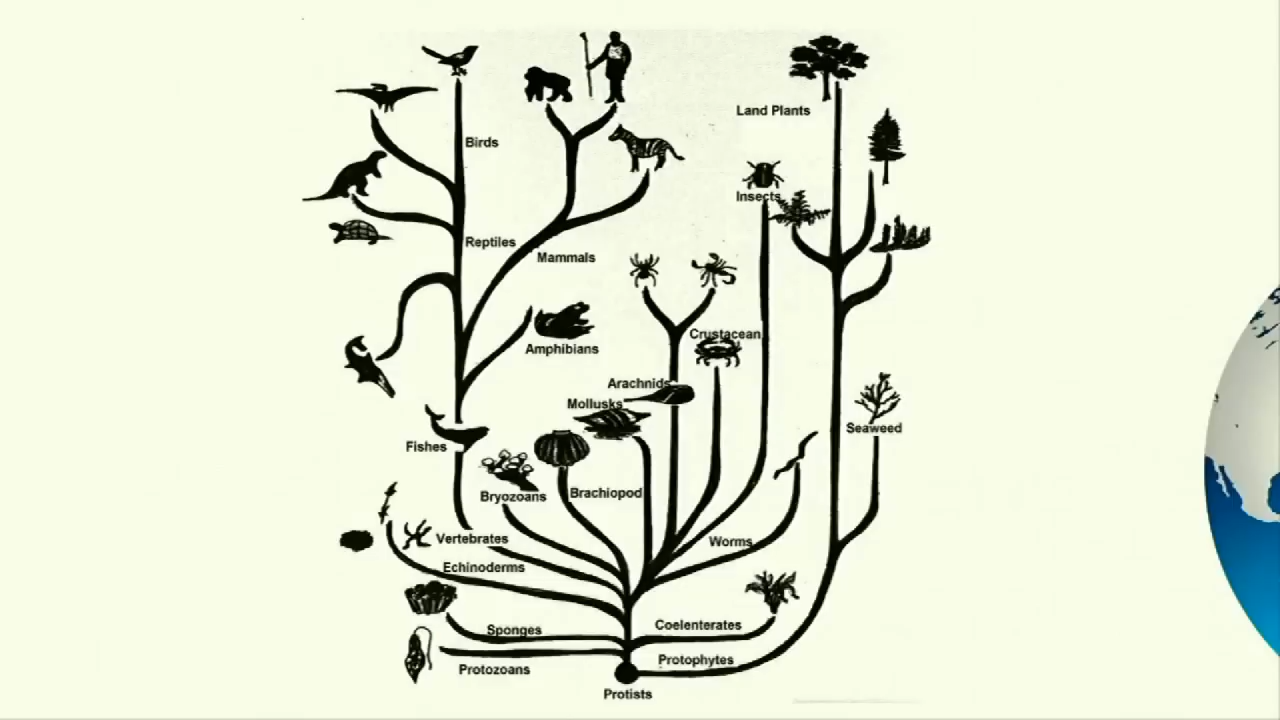 Land Plants
Birds
Insects
Reptiles
Mammals
Crustacean
Amphibians
Arachnids
Mollusks
Seaweed
Fishes
Bryozoans
Brachiopod
Vertebrates
Worms
Echinoderms
Coelenterates
Sponges
Protophytes
Protozoans
Protists